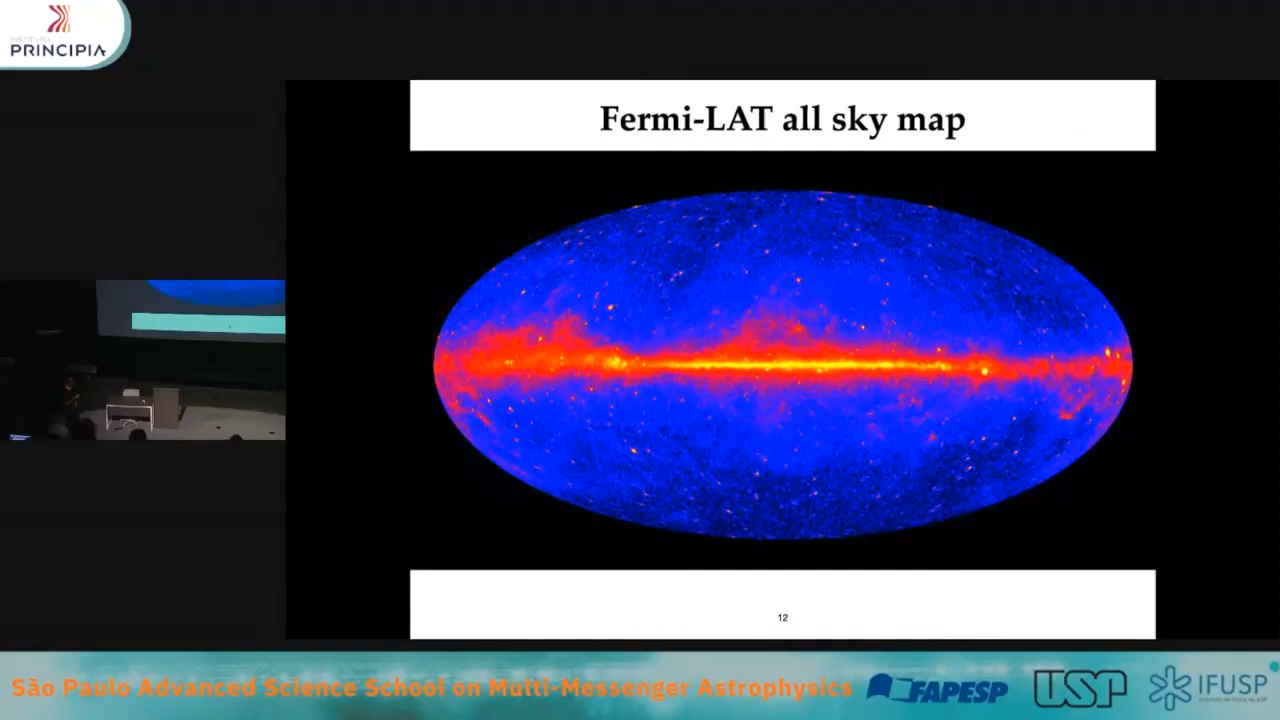 PRINCIPIA
Fermi-LAT all sky map
12
São Paulo Advanced Science School on Multi-Messenger Astrophysics
FAPESP
USP
IFUSP